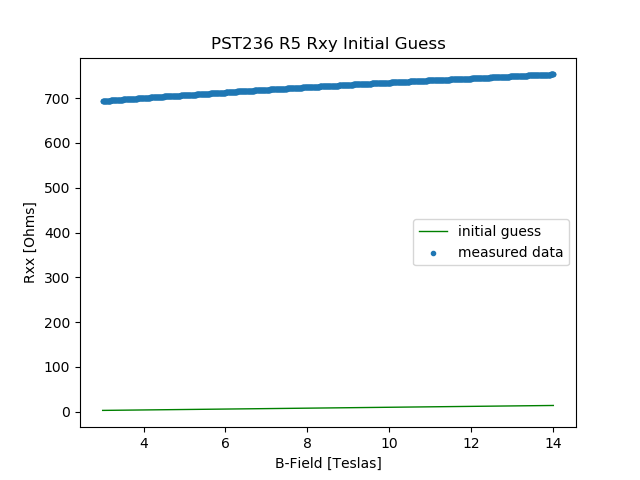 PST236 R5 Rxy Initial Guess
Rxx [Ohms]
700
600
500
400
300
200
100
0
initial guess
measured data
4 6 8 10 12 14
B-Field [Teslas]